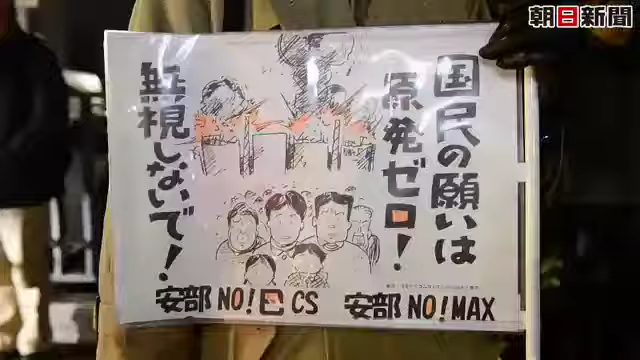 朝日新聞
国民の願いは
原発ゼロ!
無視しないで!
安部 NO! CS
安部 NO! MAX